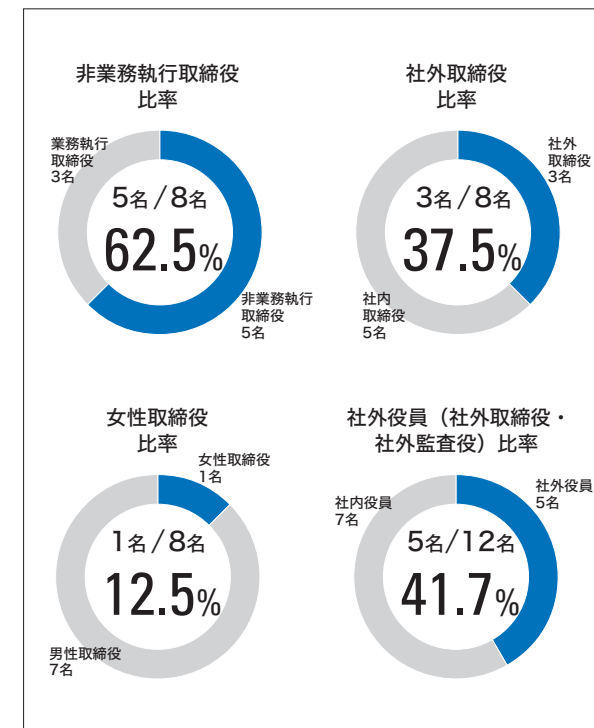 非業務執行取締役
比率
業務執行
取締役
3名
5名/8名
62.5%
非業務執行
取締役
5名
社外取締役
比率
社外
取締役
3名
3名/8名
37.5%
社内
取締役
5名
女性取締役
比率
女性取締役
1名
1名/8名
12.5%
男性取締役
7名
社外役員（社外取締役・
社外監査役）比率
社内役員
7名
社外役員
5名
5名/12名
41.7%